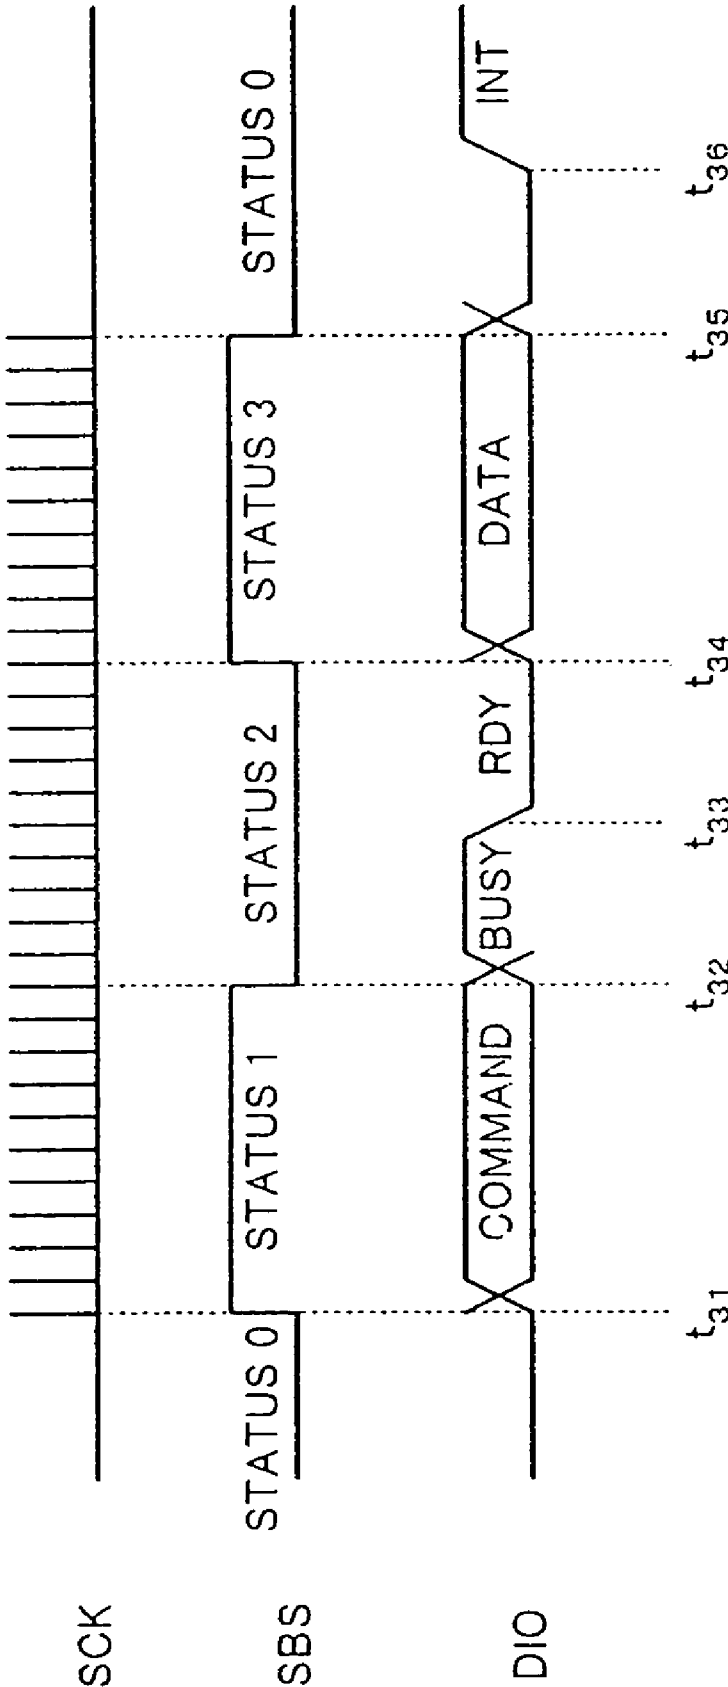 SCK
SBS
STATUS 0
STATUS 1
STATUS 2
STATUS 3
STATUS 0
DIO
COMMAND
BUSY
RDY
DATA
INT
t31
t32
t33
t34
t35
t36